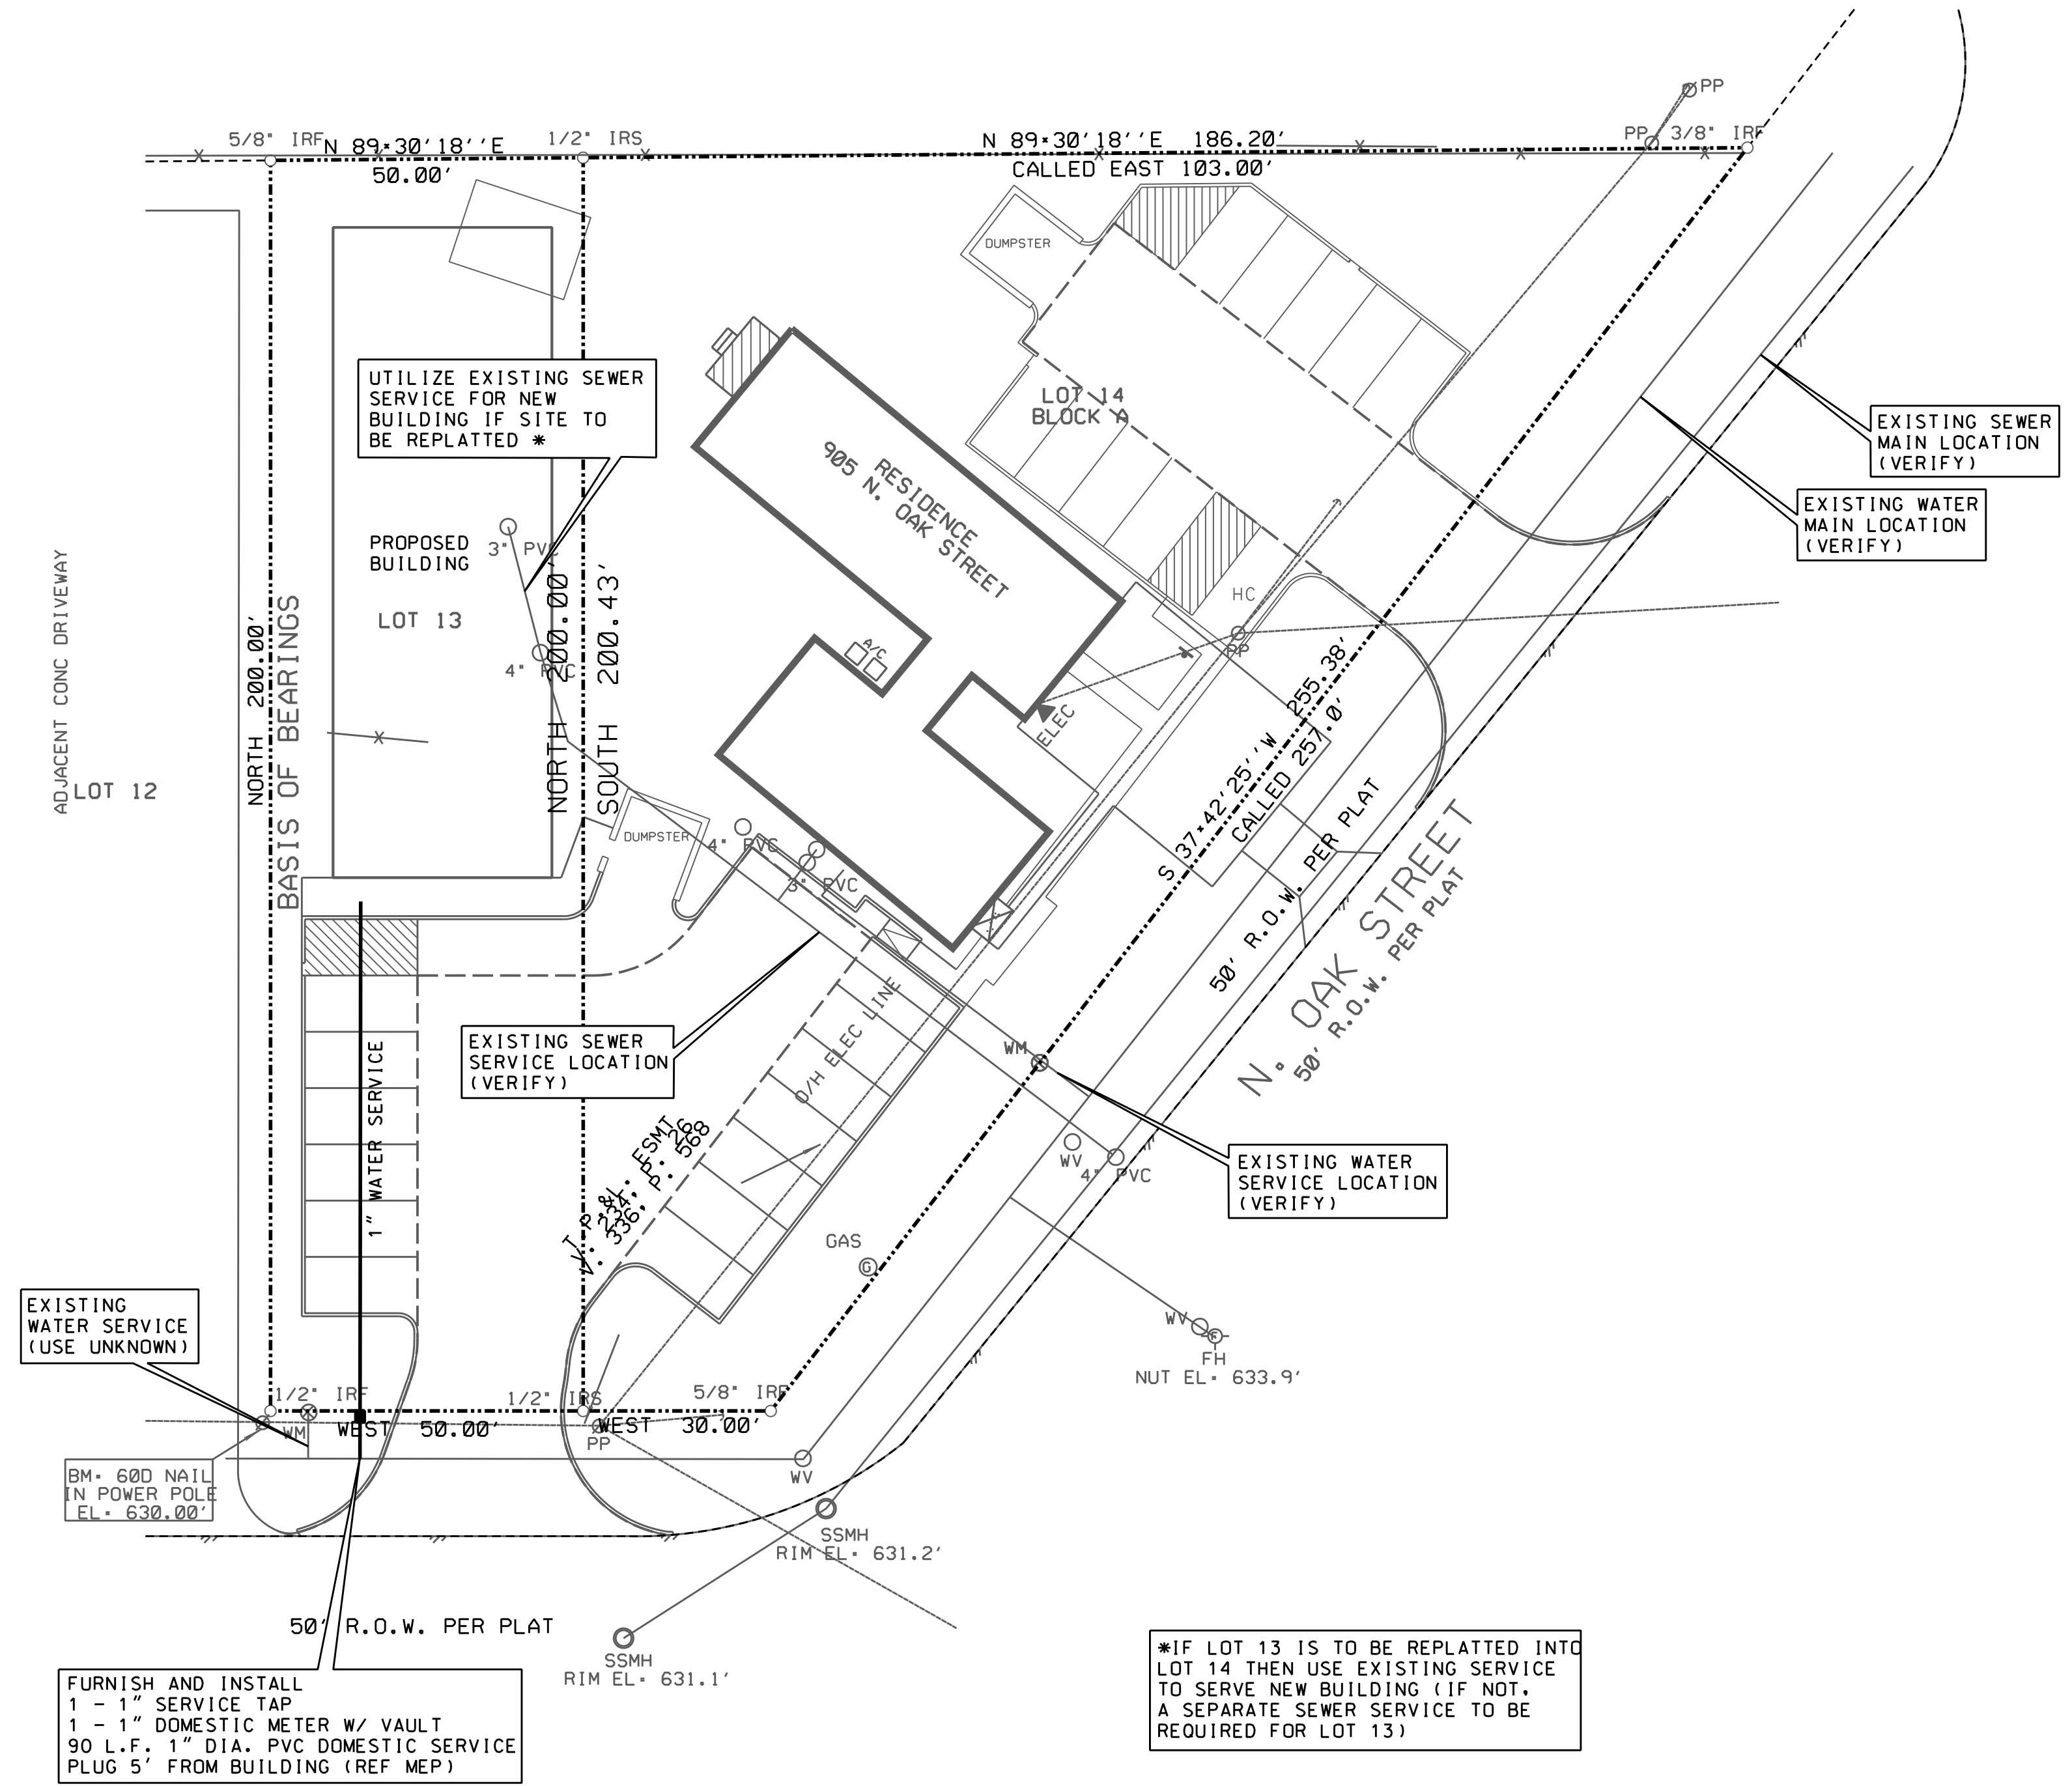 5/8" IRF
N 89°30'18''E
50.00'
1/2" IRS
N 89°30'18''E 186.20'
CALLED EAST 103.00'
PP
PP
3/8" IRF
DUMPSTER
UTILIZE EXISTING SEWER
SERVICE FOR NEW
BUILDING IF SITE TO
BE REPLATTED *
LOT 14
BLOCK A
EXISTING SEWER
MAIN LOCATION
(VERIFY)
EXISTING WATER
MAIN LOCATION
(VERIFY)
RESIDENCE
905 N. OAK STREET
PROPOSED
BUILDING
3" PVC
LOT 13
4" PVC
A/C
HC
PP
ELEC
ADJACENT CONC DRIVEWAY
LOT 12
NORTH 200.00'
BASIS OF BEARINGS
NORTH 200.00'
SOUTH 200.43'
S 37°42'25''W 255.38'
CALLED 257.0'
50' R.O.W. PER PLAT
N. OAK STREET
50' R.O.W. PER PLAT
DUMPSTER
4" PVC
3" PVC
EXISTING SEWER
SERVICE LOCATION
(VERIFY)
O/H ELEC LINE
WM
1" WATER SERVICE
T.P.&L. ESMT
V. 234, P. 26
V. 336, P. 568
WV
4" PVC
EXISTING WATER
SERVICE LOCATION
(VERIFY)
GAS
G
WV
FH
NUT EL= 633.9'
EXISTING
WATER SERVICE
(USE UNKNOWN)
1/2" IRF
1/2" IRS
5/8" IRF
WM
WEST 50.00'
WEST 30.00'
PP
WV
BM= 60D NAIL
IN POWER POLE
EL= 630.00'
SSMH
RIM EL= 631.2'
50' R.O.W. PER PLAT
SSMH
RIM EL= 631.1'
FURNISH AND INSTALL
1 - 1" SERVICE TAP
1 - 1" DOMESTIC METER W/ VAULT
90 L.F. 1" DIA. PVC DOMESTIC SERVICE
PLUG 5' FROM BUILDING (REF MEP)
*IF LOT 13 IS TO BE REPLATTED INTO
LOT 14 THEN USE EXISTING SERVICE
TO SERVE NEW BUILDING (IF NOT.
A SEPARATE SEWER SERVICE TO BE
REQUIRED FOR LOT 13)